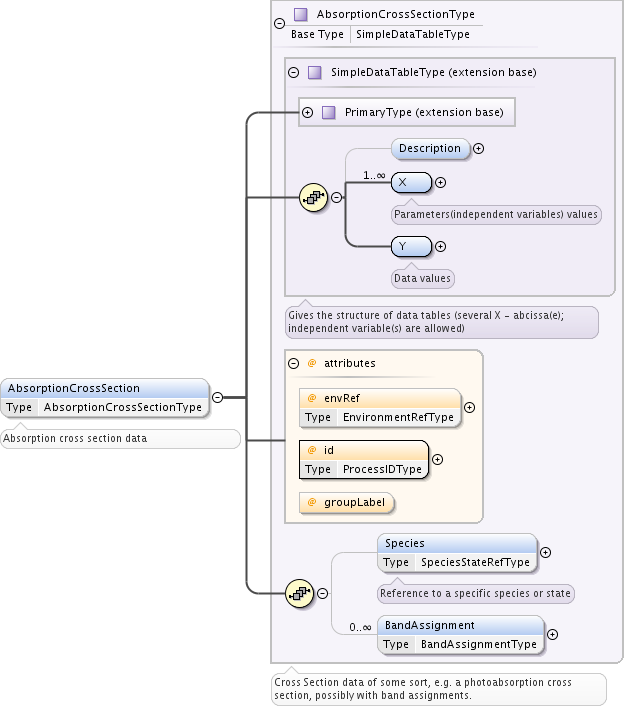 AbsorptionCrossSectionType
Base Type SimpleDataTableType
SimpleDataTableType (extension base)
PrimaryType (extension base)
Description
1..∞
X
Parameters(independent variables) values
Y
Data values
Gives the structure of data tables (several X - abcissa(e);
independent variable(s) are allowed)
@ attributes
AbsorptionCrossSection
Type AbsorptionCrossSectionType
Absorption cross section data
@ envRef
Type EnvironmentRefType
@ id
Type ProcessIDType
@ groupLabel
Species
Type SpeciesStateRefType
Reference to a specific species or state
0..∞
BandAssignment
Type BandAssignmentType
Cross Section data of some sort, e.g. a photoabsorption cross
section, possibly with band assignments.